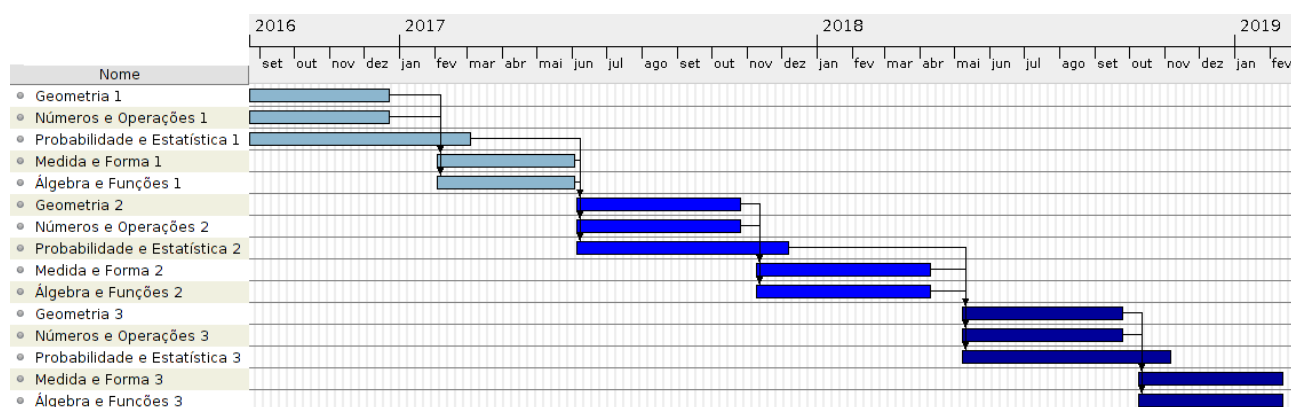 2016 2017 2018 2019
set out nov dez jan fev mar abr mai jun jul ago set out nov dez jan fev mar abr mai jun jul ago set out nov dez jan fev
Nome
Geometria 1
Números e Operações 1
Probabilidade e Estatística 1
Medida e Forma 1
Álgebra e Funções 1
Geometria 2
Números e Operações 2
Probabilidade e Estatística 2
Medida e Forma 2
Álgebra e Funções 2
Geometria 3
Números e Operações 3
Probabilidade e Estatística 3
Medida e Forma 3
Álgebra e Funções 3